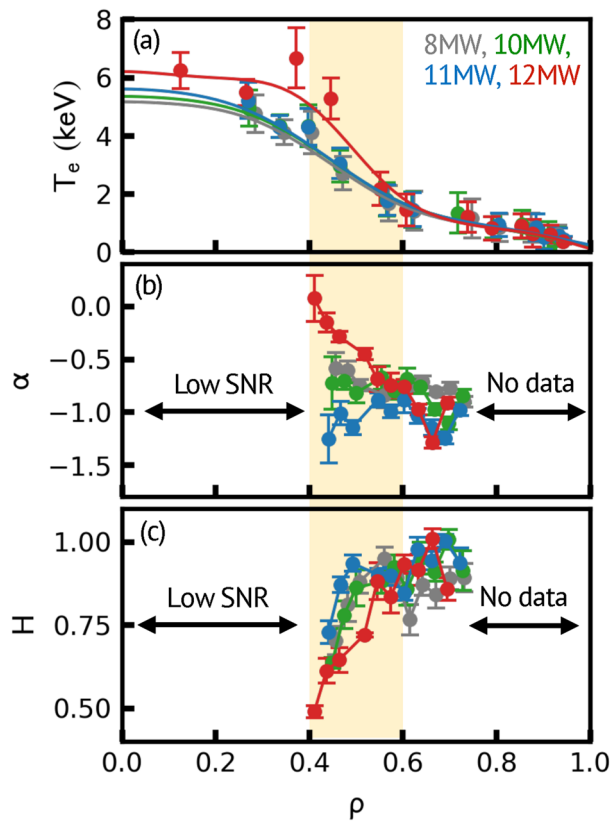 (a)
8MW, 10MW,
11MW, 12MW
8
6
4
2
0
Te (keV)
(b)
0.0
−0.5
−1.0
−1.5
α
Low SNR
No data
(c)
1.00
0.75
0.50
H
Low SNR
No data
0.0 0.2 0.4 0.6 0.8 1.0
ρ